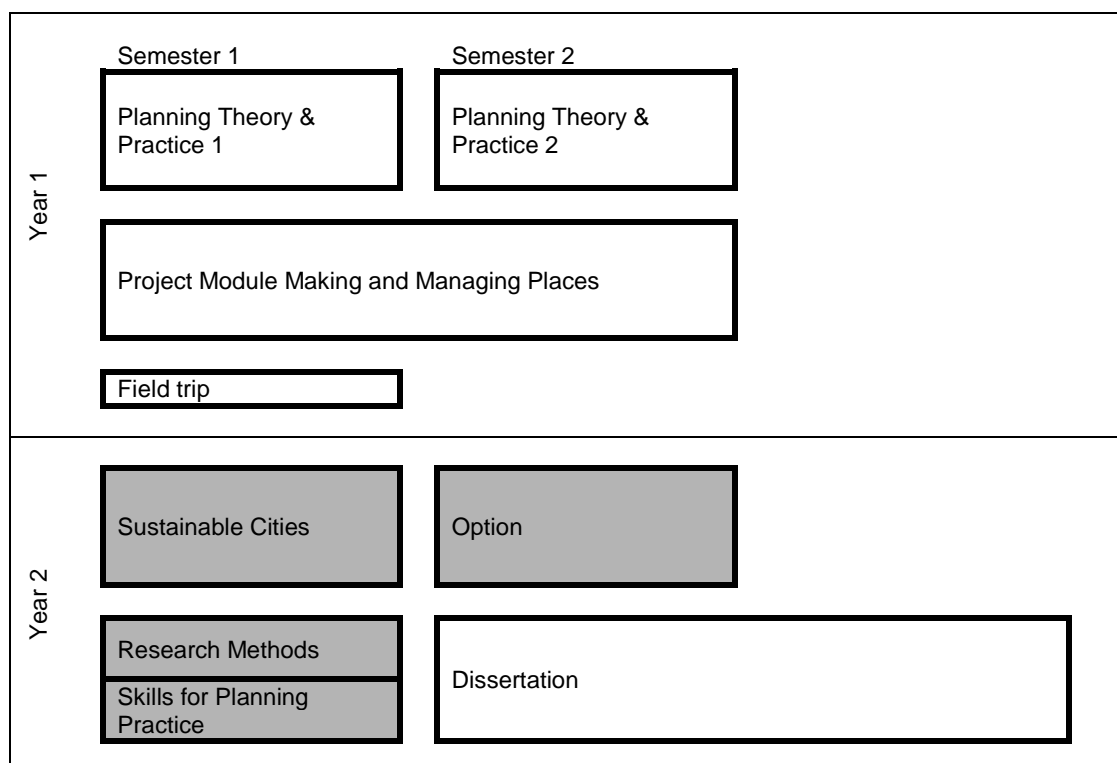 Semester 1
Semester 2
Year 1
Planning Theory &
Practice 1
Planning Theory &
Practice 2
Project Module Making and Managing Places
Field trip
Year 2
Sustainable Cities
Option
Research Methods
Skills for Planning
Practice
Dissertation